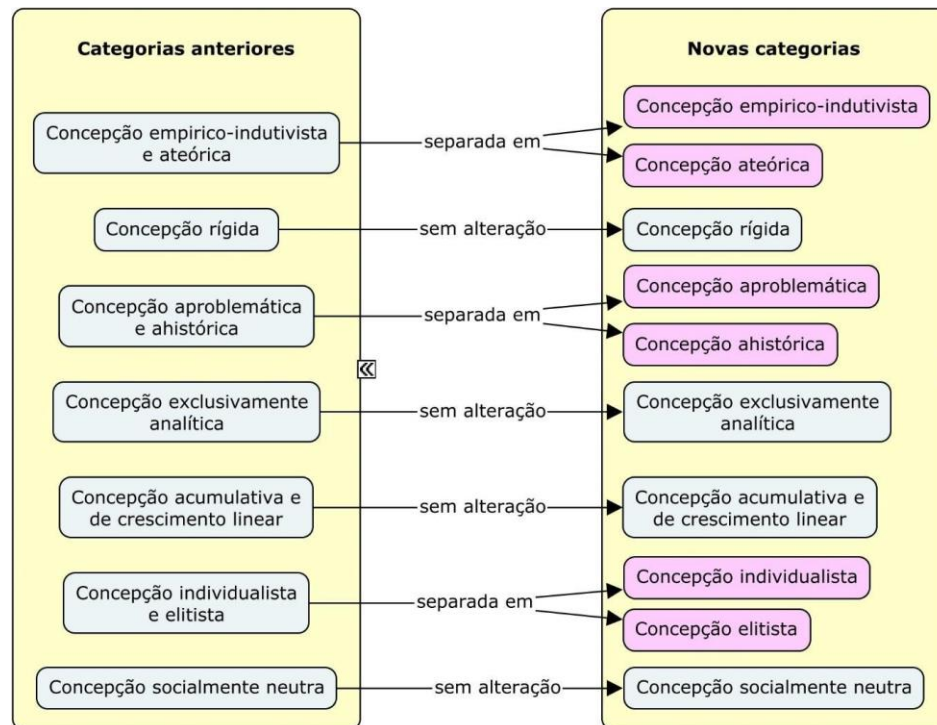 Categorias anteriores
Novas categorias
Concepção empirico-indutivista
e ateórica
separada em
Concepção empirico-indutivista
Concepção ateórica
Concepção rígida
sem alteração
Concepção rígida
Concepção aproblemática
e ahistórica
separada em
Concepção aproblemática
Concepção ahistórica
Concepção exclusivamente
analítica
sem alteração
Concepção exclusivamente
analítica
Concepção acumulativa e
de crescimento linear
sem alteração
Concepção acumulativa e
de crescimento linear
Concepção individualista
e elitista
separada em
Concepção individualista
Concepção elitista
Concepção socialmente neutra
sem alteração
Concepção socialmente neutra